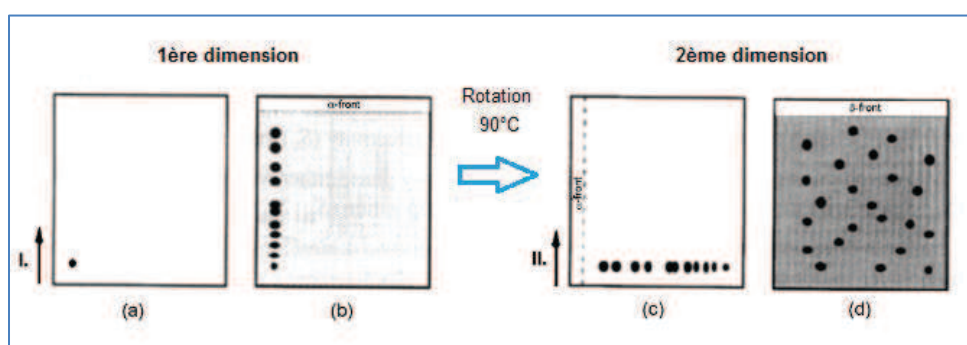 1ère dimension
2ème dimension
α-front
Rotation
90°C
α-front
δ-front
I.
II.
(a)
(b)
(c)
(d)